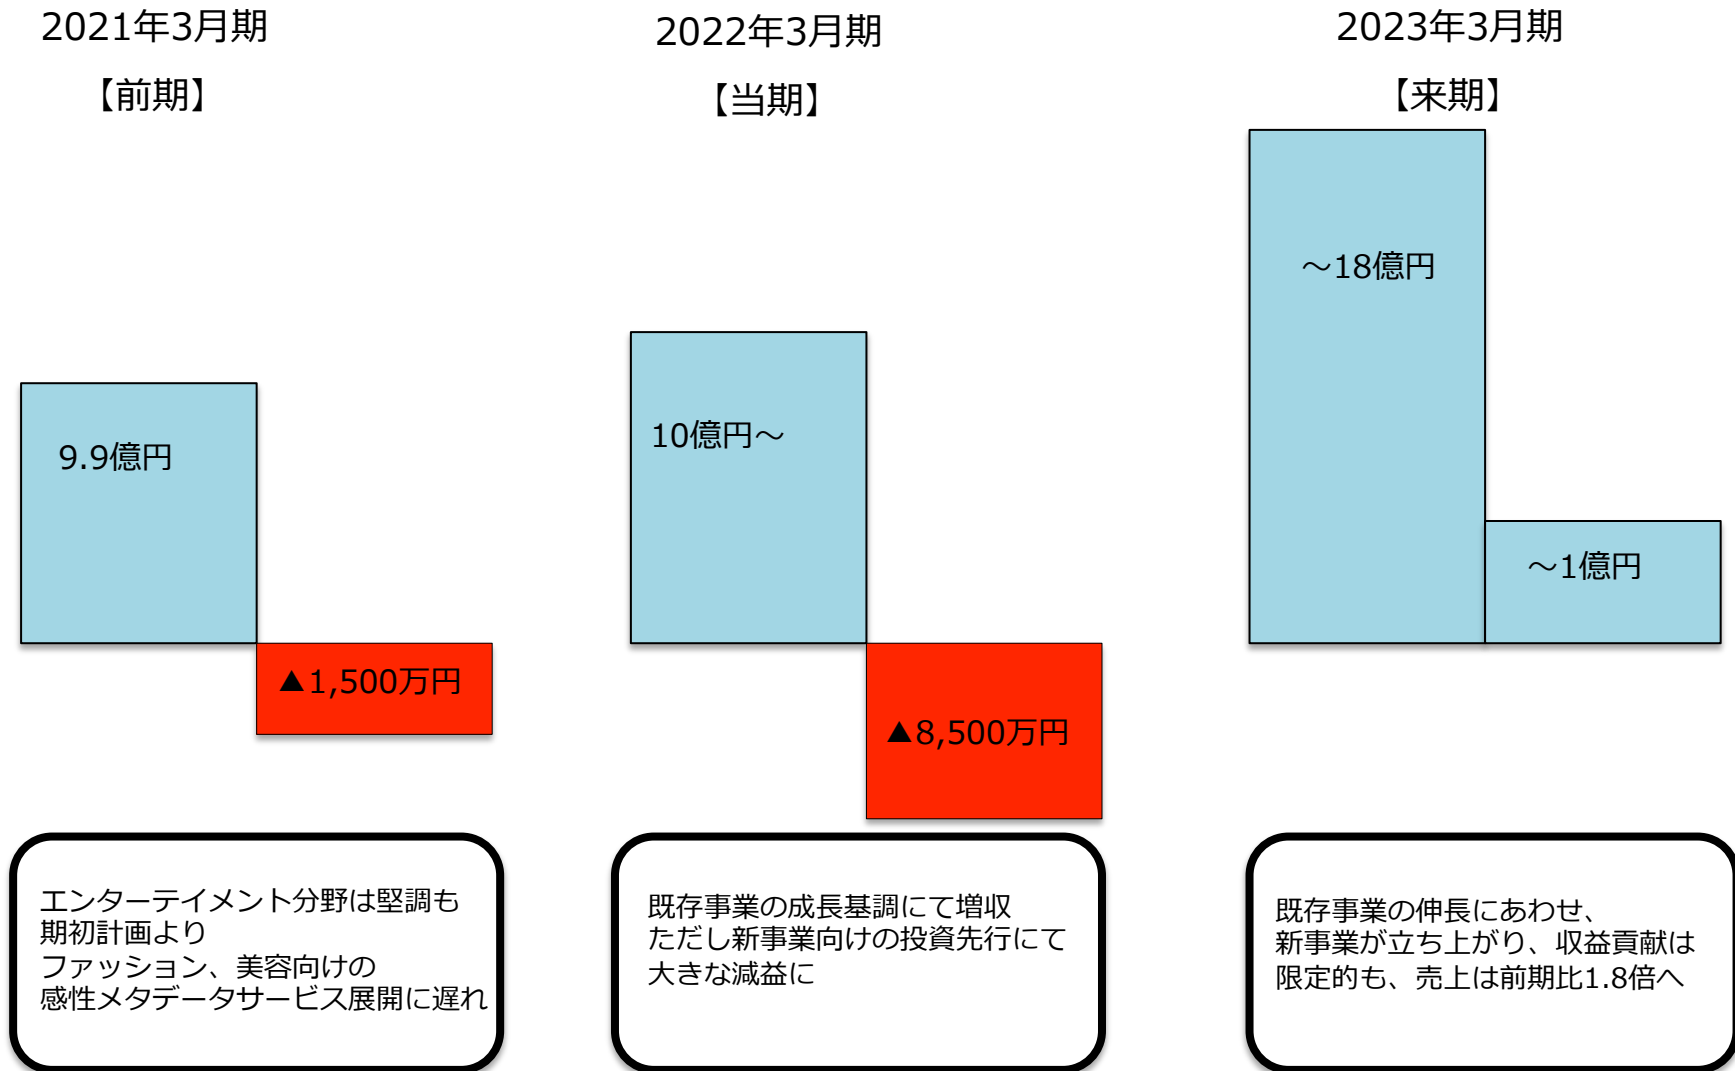 2021年3月期
【前期】
9.9億円
▲1,500万円
エンターテイメント分野は堅調も
期初計画より
ファッション、美容向けの
感性メタデータサービス展開に遅れ
2022年3月期
【当期】
10億円～
▲8,500万円
既存事業の成長基調にて増収
ただし新事業向けの投資先行にて
大きな減益に
2023年3月期
【来期】
～18億円
～1億円
既存事業の伸長にあわせ、
新事業が立ち上がり、収益貢献は
限定的も、売上は前期比1.8倍へ